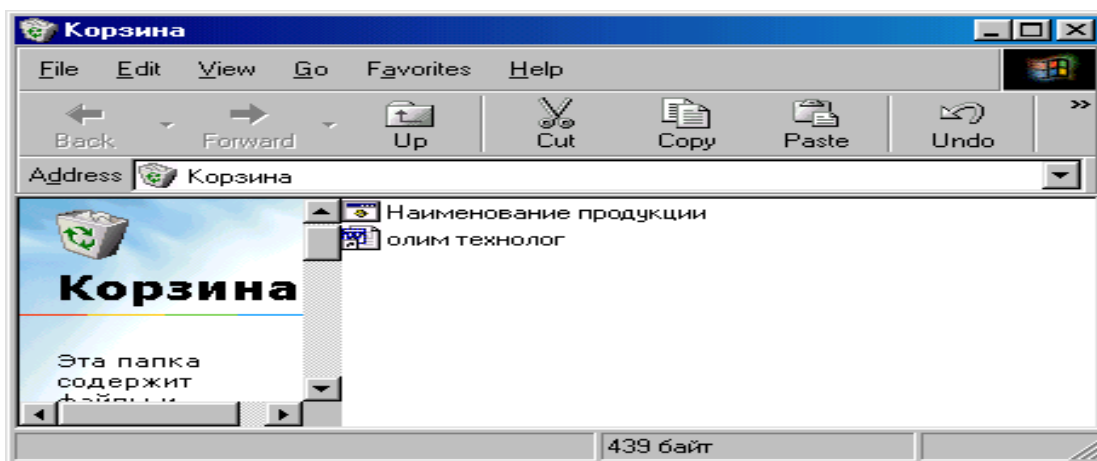 Корзина
File Edit View Go Favorites Help
Back Forward Up Cut Copy Paste Undo »
Address Корзина
Наименование продукции
олим технолог
Корзина
Эта папка
содержит
файлы и
439 байт